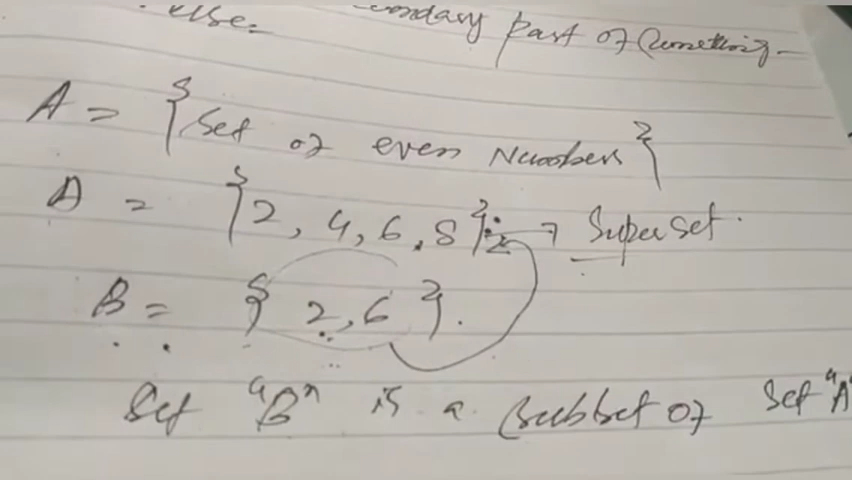 else. secondary part of something.
A = {Set of even Numbers}
A = {2, 4, 6, 8} → Superset.
B = {2, 6}.
Set "B" is a subset of Set "A"